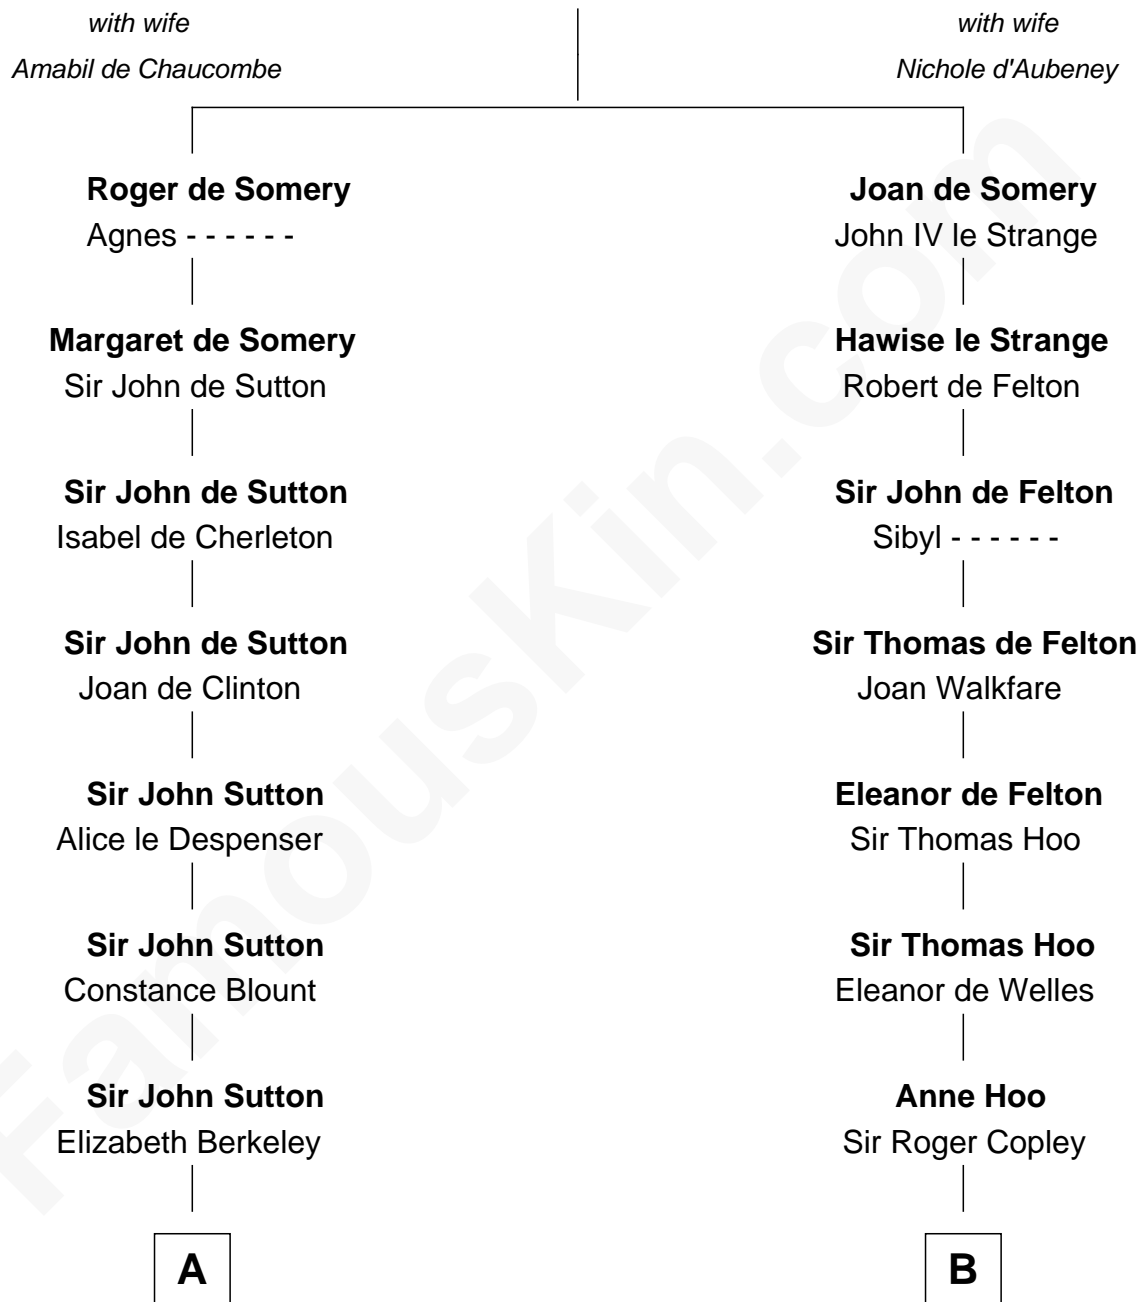 with wife
Amabil de Chaucombe
with wife
Nichole d'Aubeney
Roger de Somery
Agnes - - - - - -
Joan de Somery
John IV le Strange
Margaret de Somery
Sir John de Sutton
Hawise le Strange
Robert de Felton
Sir John de Sutton
Isabel de Cherleton
Sir John de Felton
Sibyl - - - - - -
Sir John de Sutton
Joan de Clinton
Sir Thomas de Felton
Joan Walkfare
Sir John Sutton
Alice le Despenser
Eleanor de Felton
Sir Thomas Hoo
Sir John Sutton
Constance Blount
Sir Thomas Hoo
Eleanor de Welles
Sir John Sutton
Elizabeth Berkeley
Anne Hoo
Sir Roger Copley
A
B
FamousKin.com